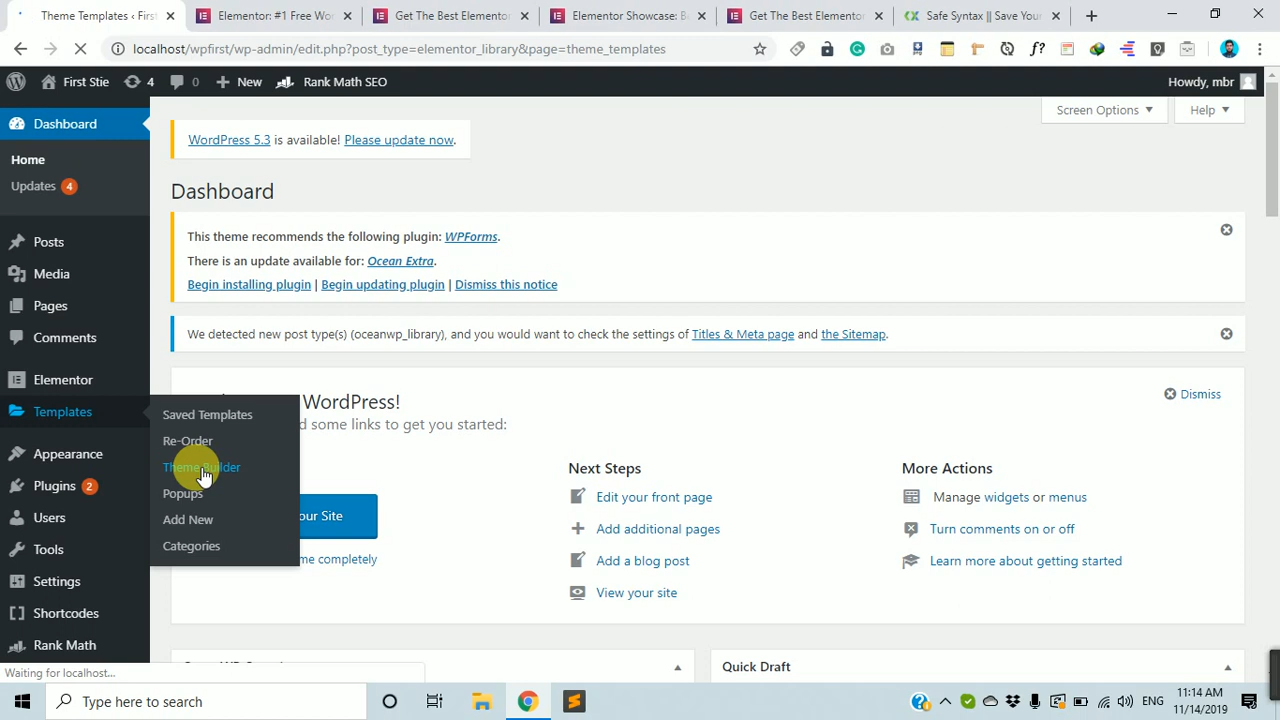 Theme Templates ‹ First
Elementor: #1 Free Wo
Get The Best Elementor
Elementor Showcase: B
Get The Best Elementor
Safe Syntax || Save Your
localhost/wpfirst/wp-admin/edit.php?post_type=elementor_library&page=theme_templates
First Stie
4
0
New
Rank Math SEO
Howdy, mbr
Dashboard
Home
Updates 4
Posts
Media
Pages
Comments
Elementor
Templates
Appearance
Plugins 2
Users
Tools
Settings
Shortcodes
Rank Math
Saved Templates
Re-Order
Theme Builder
Popups
Add New
Categories
Screen Options
Help
WordPress 5.3 is available! Please update now.
Dashboard
This theme recommends the following plugin: WPForms.
There is an update available for: Ocean Extra.
Begin installing plugin | Begin updating plugin | Dismiss this notice
We detected new post type(s) (oceanwp_library), and you would want to check the settings of Titles & Meta page and the Sitemap.
WordPress!
Dismiss
some links to get you started:
Next Steps
More Actions
our Site
Edit your front page
Manage widgets or menus
Add additional pages
Turn comments on or off
me completely
Add a blog post
Learn more about getting started
View your site
Quick Draft
Waiting for localhost...
Type here to search
ENG
11:14 AM
11/14/2019